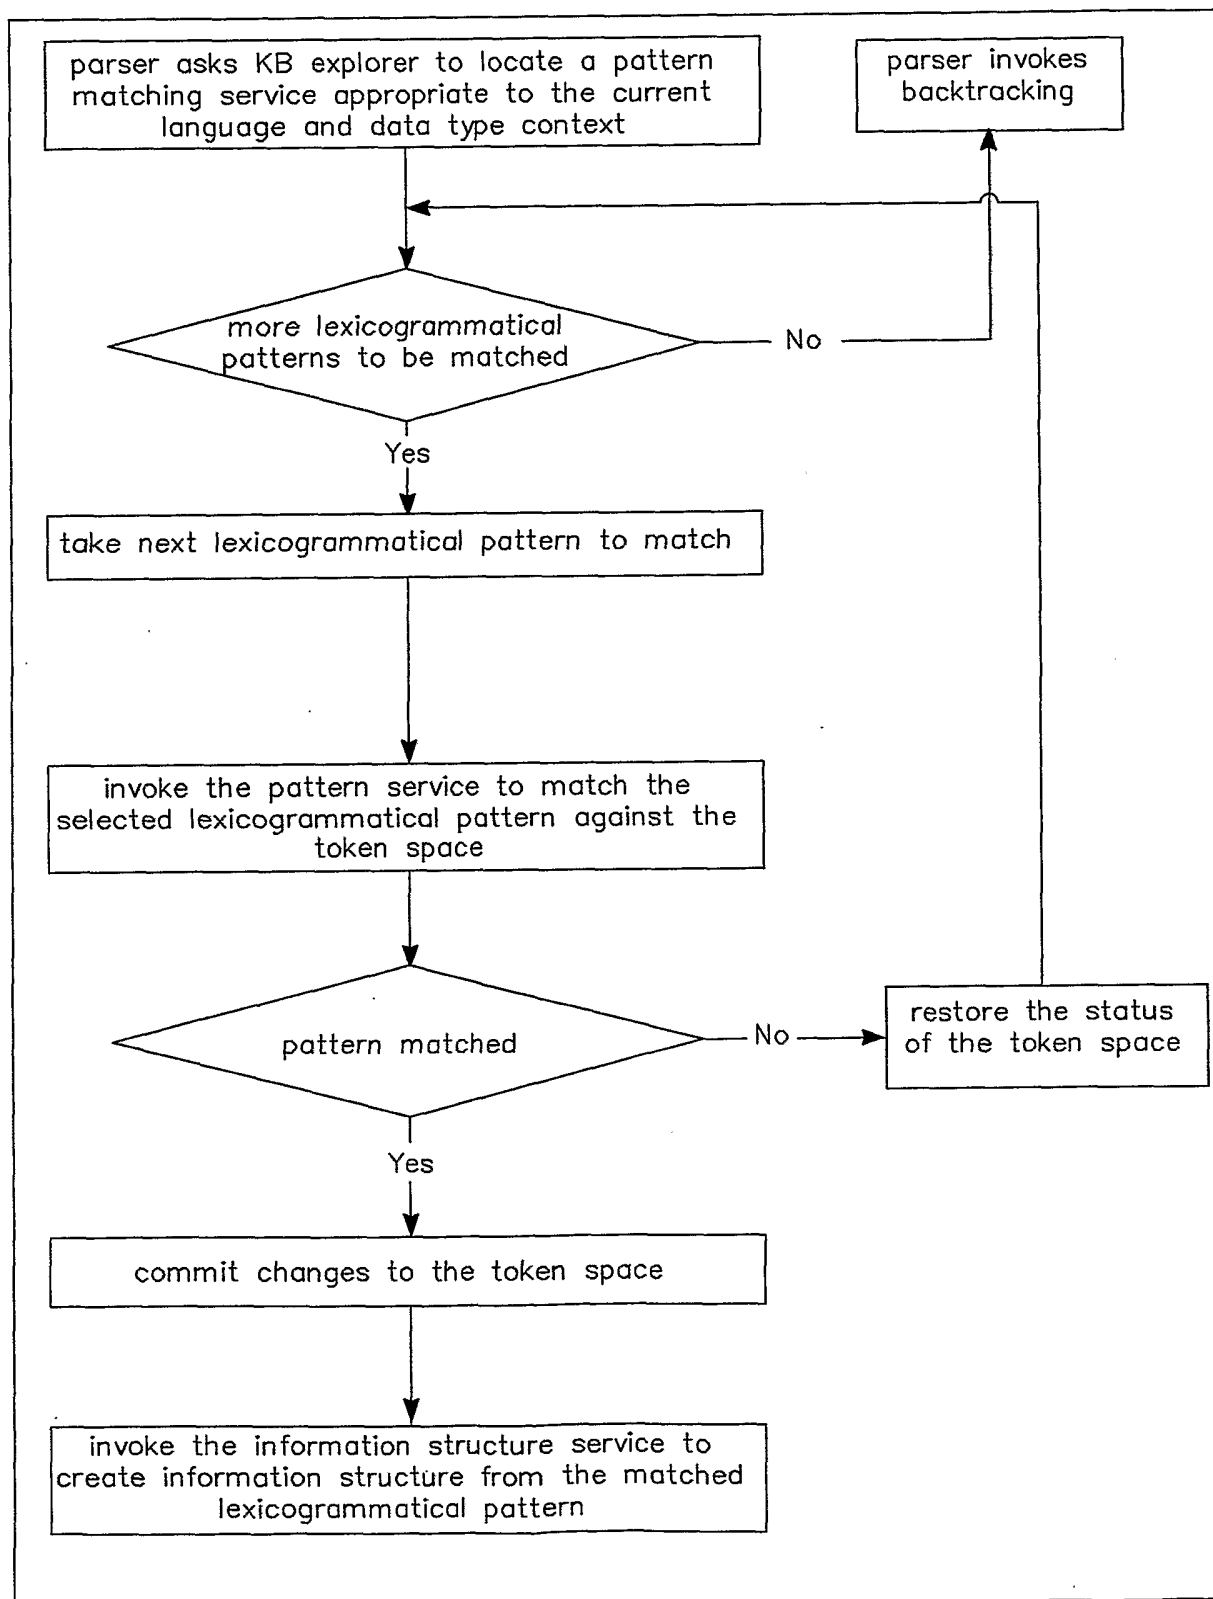 parser asks KB explorer to locate a pattern
matching service appropriate to the current
language and data type context
parser invokes
backtracking
more lexicogrammatical
patterns to be matched
No
Yes
take next lexicogrammatical pattern to match
invoke the pattern service to match the
selected lexicogrammatical pattern against the
token space
pattern matched
No
restore the status
of the token space
Yes
commit changes to the token space
invoke the information structure service to
create information structure from the matched
lexicogrammatical pattern